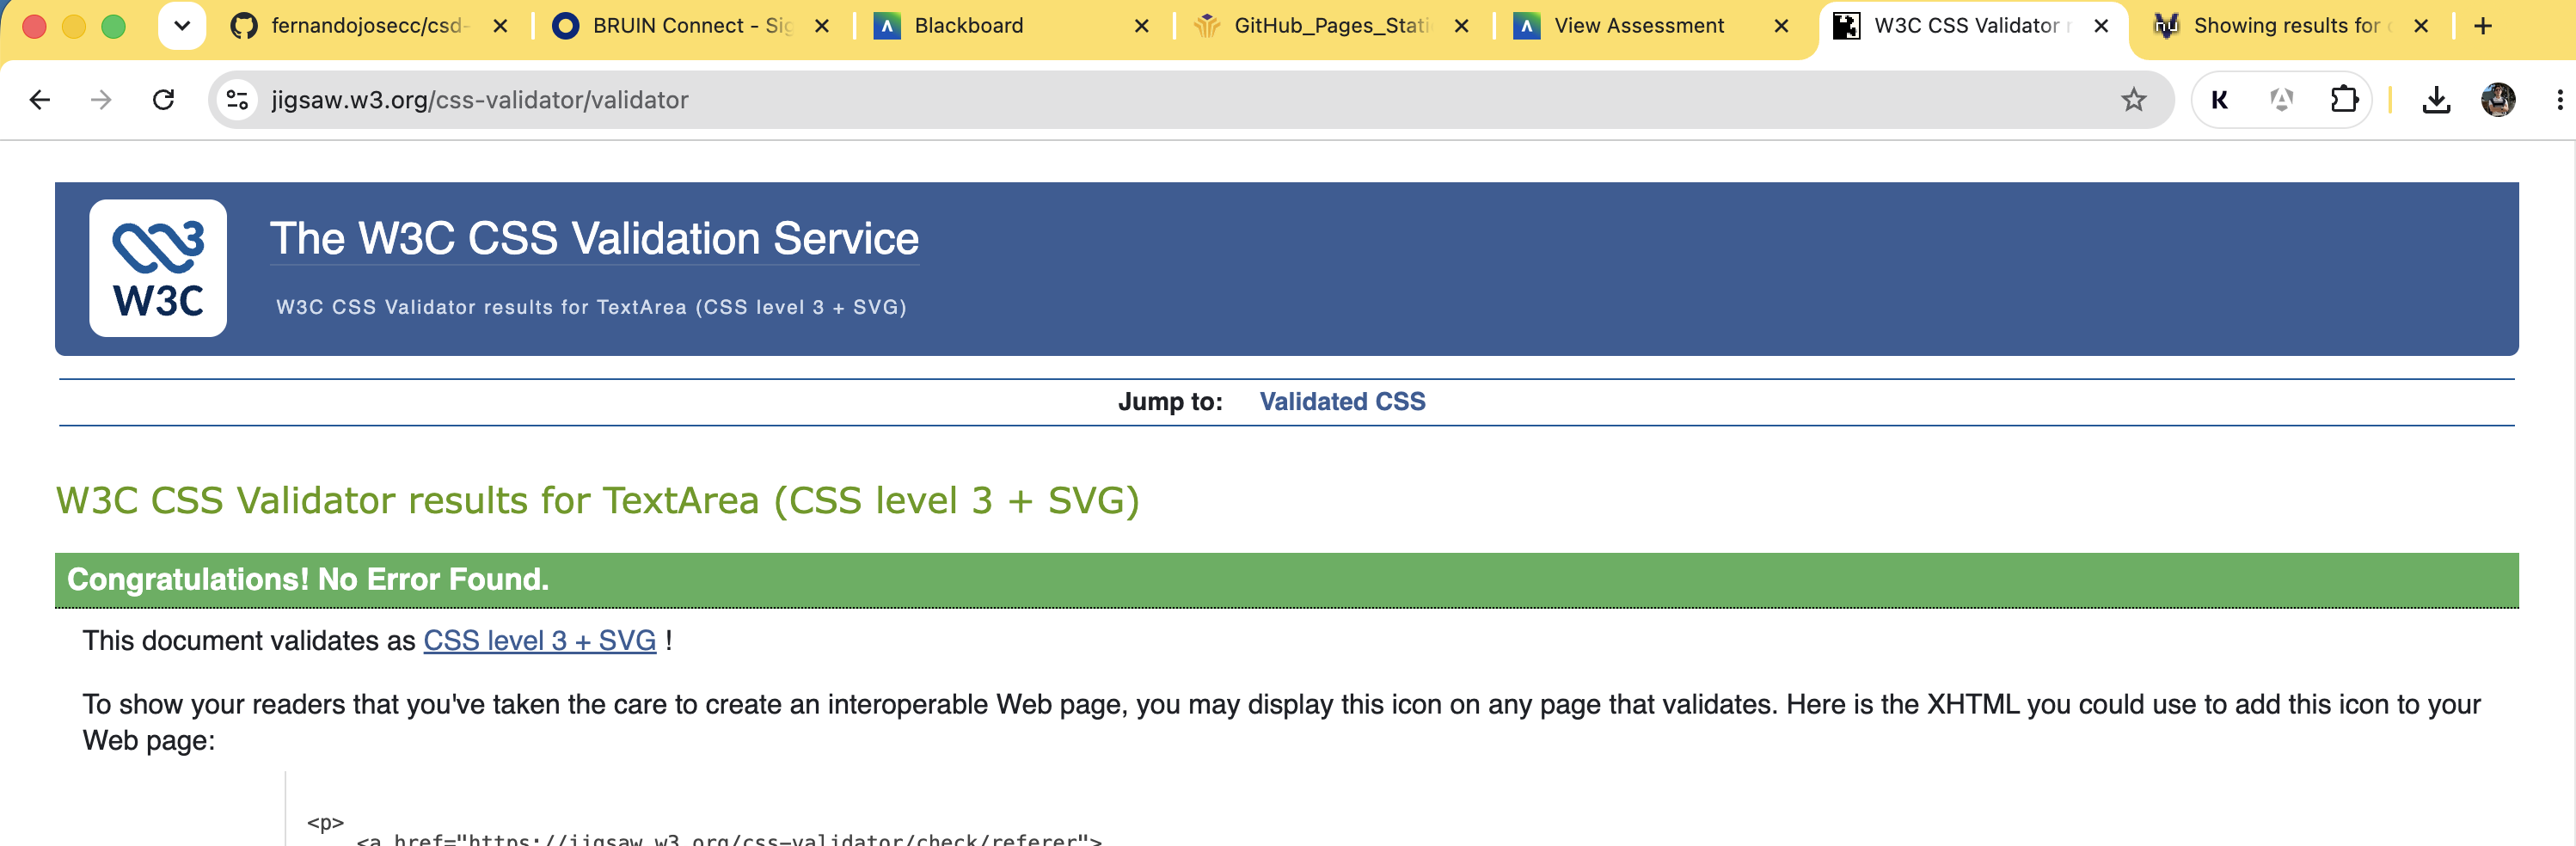 fernandojosecc/csd-
BRUIN Connect - Sig
Blackboard
GitHub_Pages_Stati
View Assessment
W3C CSS Validator r
Showing results for
jigsaw.w3.org/css-validator/validator
K
W3C
The W3C CSS Validation Service
W3C CSS Validator results for TextArea (CSS level 3 + SVG)
Jump to: Validated CSS
W3C CSS Validator results for TextArea (CSS level 3 + SVG)
Congratulations! No Error Found.
This document validates as CSS level 3 + SVG !
To show your readers that you've taken the care to create an interoperable Web page, you may display this icon on any page that validates. Here is the XHTML you could use to add this icon to your
Web page:
<p>
<a href="https://jigsaw.w3.org/css-validator/check/referer">